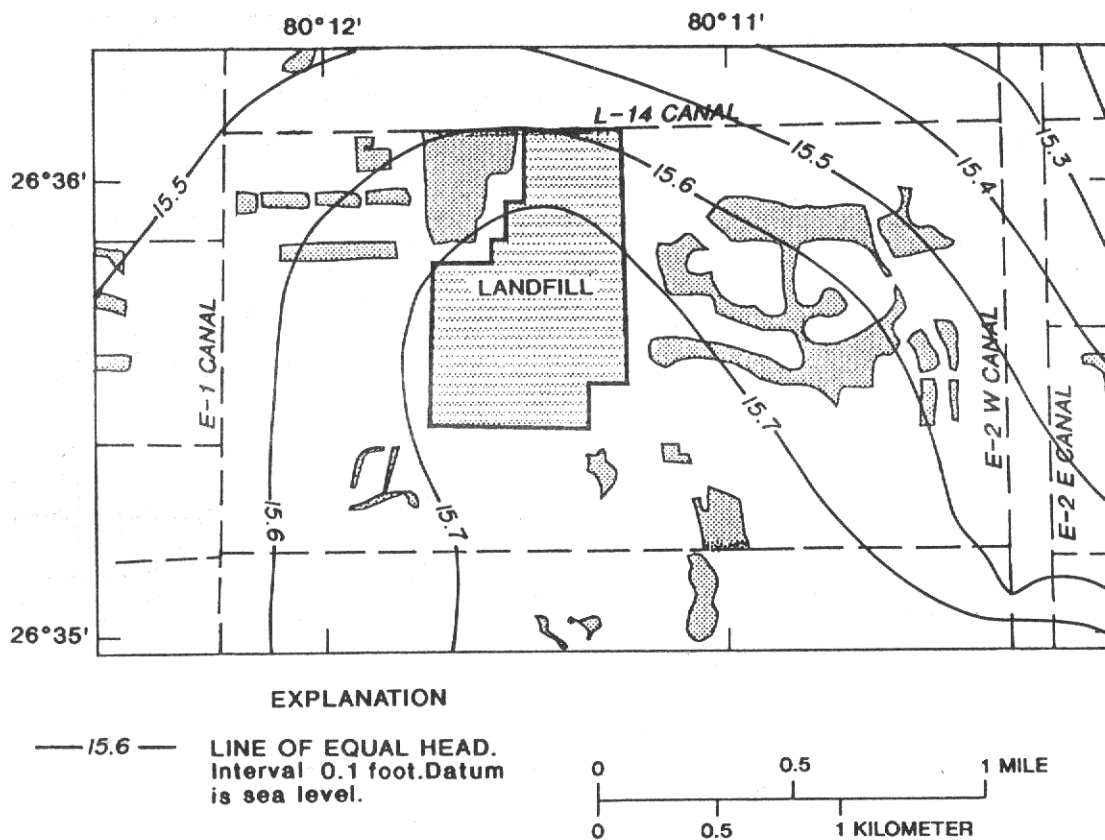 80°12' 80°11'
L-14 CANAL
15.3
15.5
15.4
26°36'
15.5
15.6
LANDFILL
E-1 CANAL
E-2 W CANAL
15.7
E-2 E CANAL
15.6
15.7
26°35'
EXPLANATION
15.6 LINE OF EQUAL HEAD.
Interval 0.1 foot.Datum
is sea level.
0 0.5 1 MILE
0 0.5 1 KILOMETER